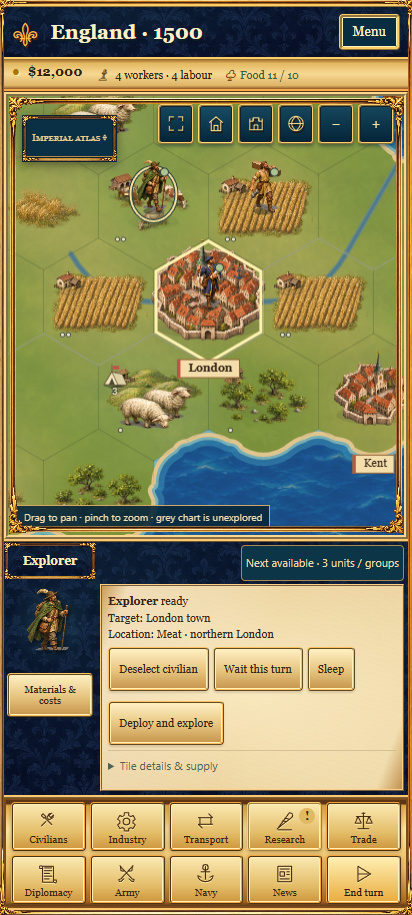 England · 1500
Menu
$12,000
4 workers · 4 labour
Food 11 / 10
Imperial atlas
−
+
London
3
Kent
Drag to pan · pinch to zoom · grey chart is unexplored
Explorer
Next available · 3 units / groups
Explorer ready
Target: London town
Location: Meat · northern London
Deselect civilian
Wait this turn
Sleep
Materials &
costs
Deploy and explore
Tile details & supply
!
Civilians
Industry
Transport
Research
Trade
Diplomacy
Army
Navy
News
End turn